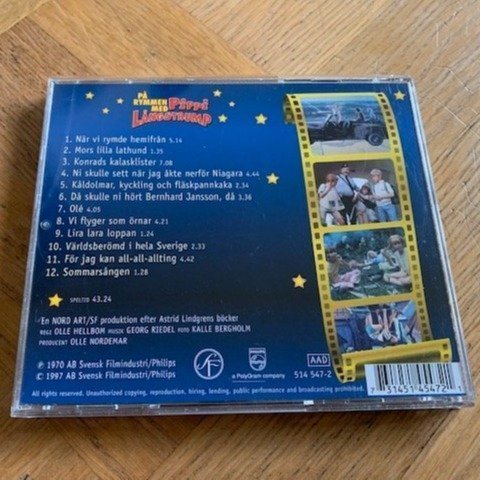 PÅ
RYMMEN
MED
PIPPI
LÅNGSTRUMP
1. När vi rymde hemifrån 5.14
2. Mors lilla lathund 1.35
3. Konrads kalasklister 7.08
4. Ni skulle sett när jag åkte nerför Niagara 4.44
5. Kåldolmar, kyckling och fläskpannkaka 2.34
6. Då skulle ni hört Bernhard Jansson, då 3.36
7. Olé 4.05
8. Vi flyger som örnar 4.21
9. Lira lara loppan 1.24
10. Världsberömd i hela Sverige 2.33
11. För jag kan all-all-allting 4.42
12. Sommarsången 1.28
SPELTID 43.24
En NORD ART/SF produktion efter Astrid Lindgrens böcker
REGI OLLE HELLBOM MUSIK GEORG RIEDEL FOTO KALLE BERGHOLM
PRODUCENT OLLE NORDEMAR
℗ 1970 AB Svensk Filmindustri/Philips
© 1997 AB Svensk Filmindustri/Philips
SF
PHILIPS
a PolyGram company
AAD
514 547-2
All rights reserved. Unauthorized copying, reproduction, hiring, lending, public performance and broadcasting prohibited.
7 31451 45472 1